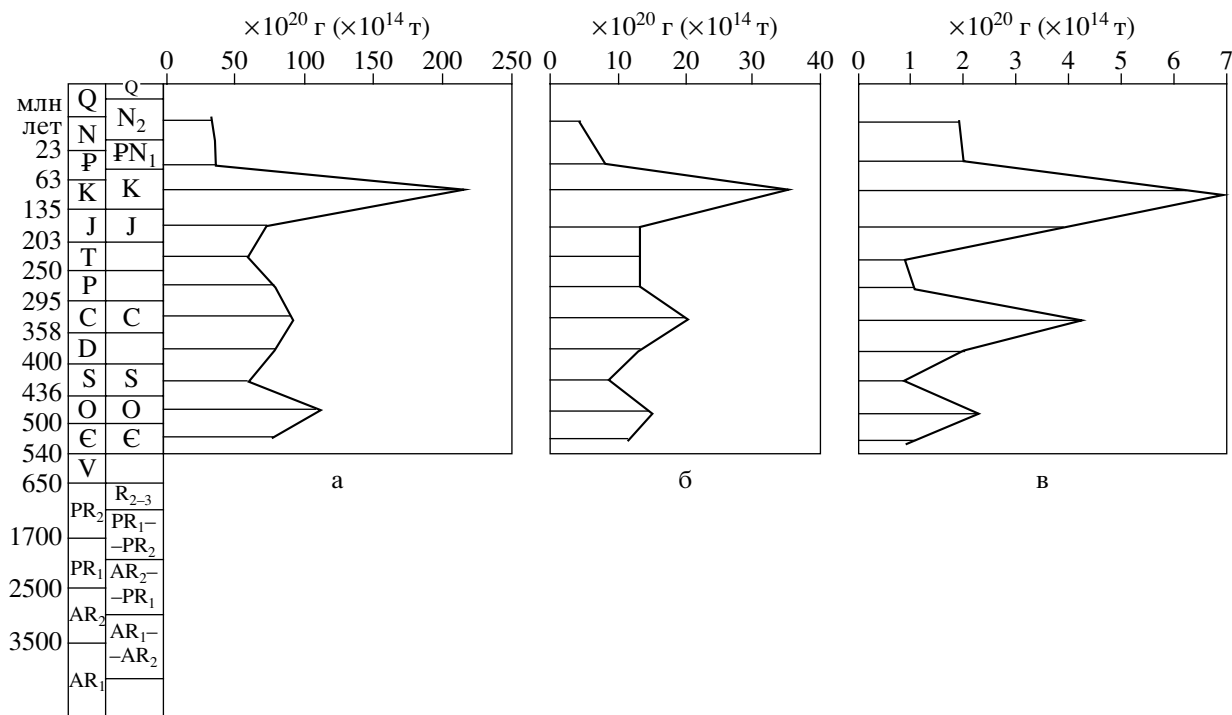 ×10²⁰ г (×10¹⁴ т) ×10²⁰ г (×10¹⁴ т) ×10²⁰ г (×10¹⁴ т)
0 50 100 150 200 250 0 10 20 30 40 0 1 2 3 4 5 6 7
млн
лет
23
63
135
203
250
295
358
400
436
500
540
650
1700
2500
3500
Q
N
₽
K
J
T
P
C
D
S
O
Є
V
PR₂
PR₁
AR₂
AR₁
Q
N₂
₽N₁
K
J
C
S
O
Є
R₂₋₃
PR₁–
–PR₂
AR₂–
–PR₁
AR₁–
–AR₂
а б в